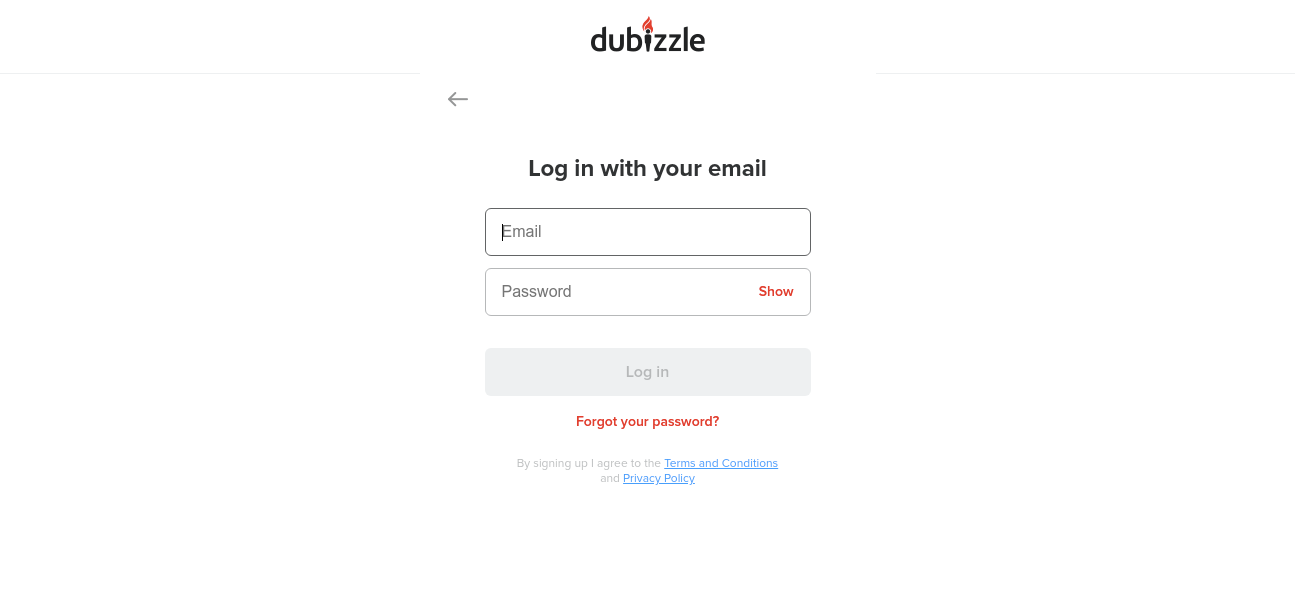 dubizzle
Log in with your email
Email
Password
Show
Log in
Forgot your password?
By signing up I agree to the Terms and Conditions
and Privacy Policy